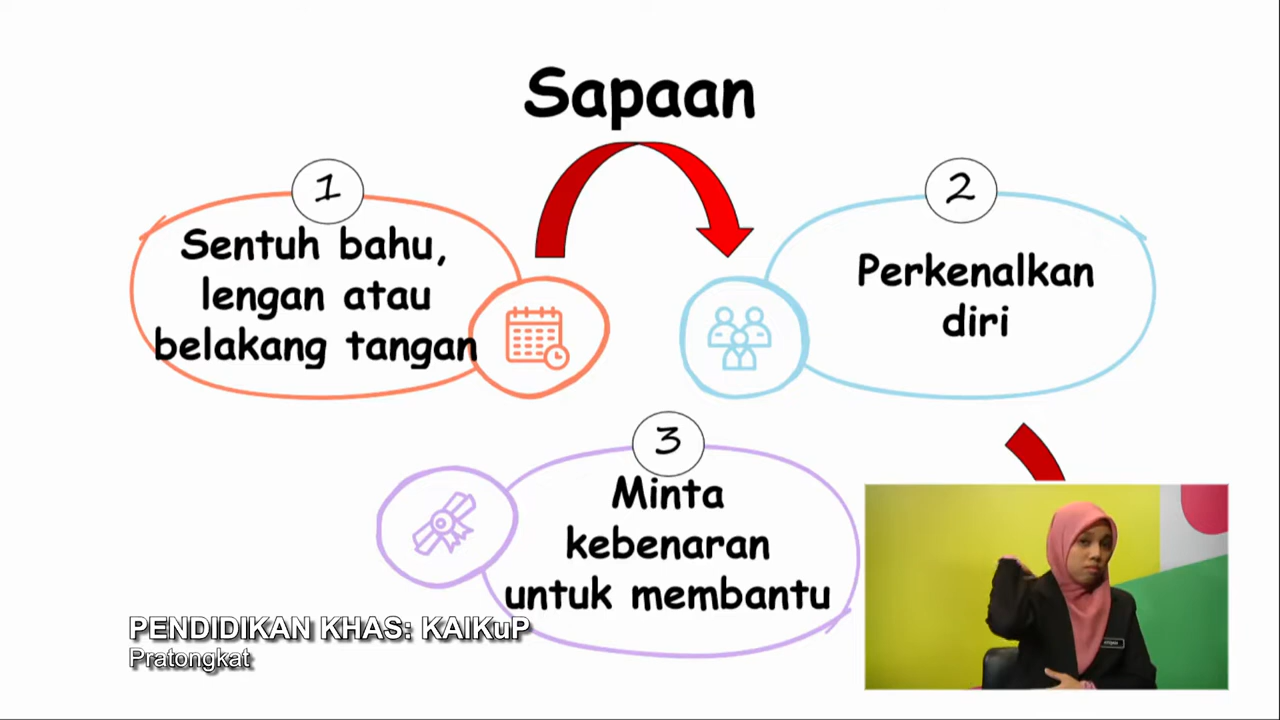 Sapaan
1
Sentuh bahu,
lengan atau
belakang tangan
2
Perkenalkan
diri
3
Minta
kebenaran
untuk membantu
PENDIDIKAN KHAS: KAIKuP
Pratongkat